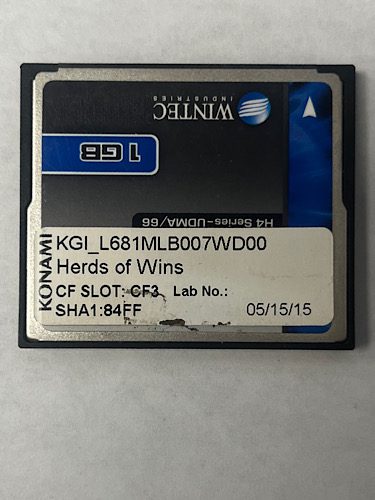 WINTEC
INDUSTRIES
1 GB
H4 Series-UDMA/66
KONAMI
KGI_L681MLB007WD00
Herds of Wins
CF SLOT: CF3 Lab No.:
SHA1:84FF 05/15/15